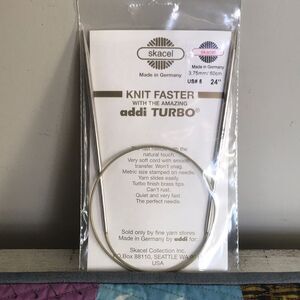 skacel
Made in Germany
skacel
Made in Germany
3.75mm/60cm
US# 5 24"
KNIT FASTER
WITH THE AMAZING
addi TURBO®
natural touch.
Very soft cord with smooth
transfer. Won't snag.
Metric size stamped on needle.
Yarn slides easily.
Turbo finish brass tips.
Can't rust.
Quiet and very fast.
The perfect needle.
Sold only by fine yarn stores
Made in Germany by addi for
Skacel Collection Inc.
P.O.Box 88110, SEATTLE WA
USA